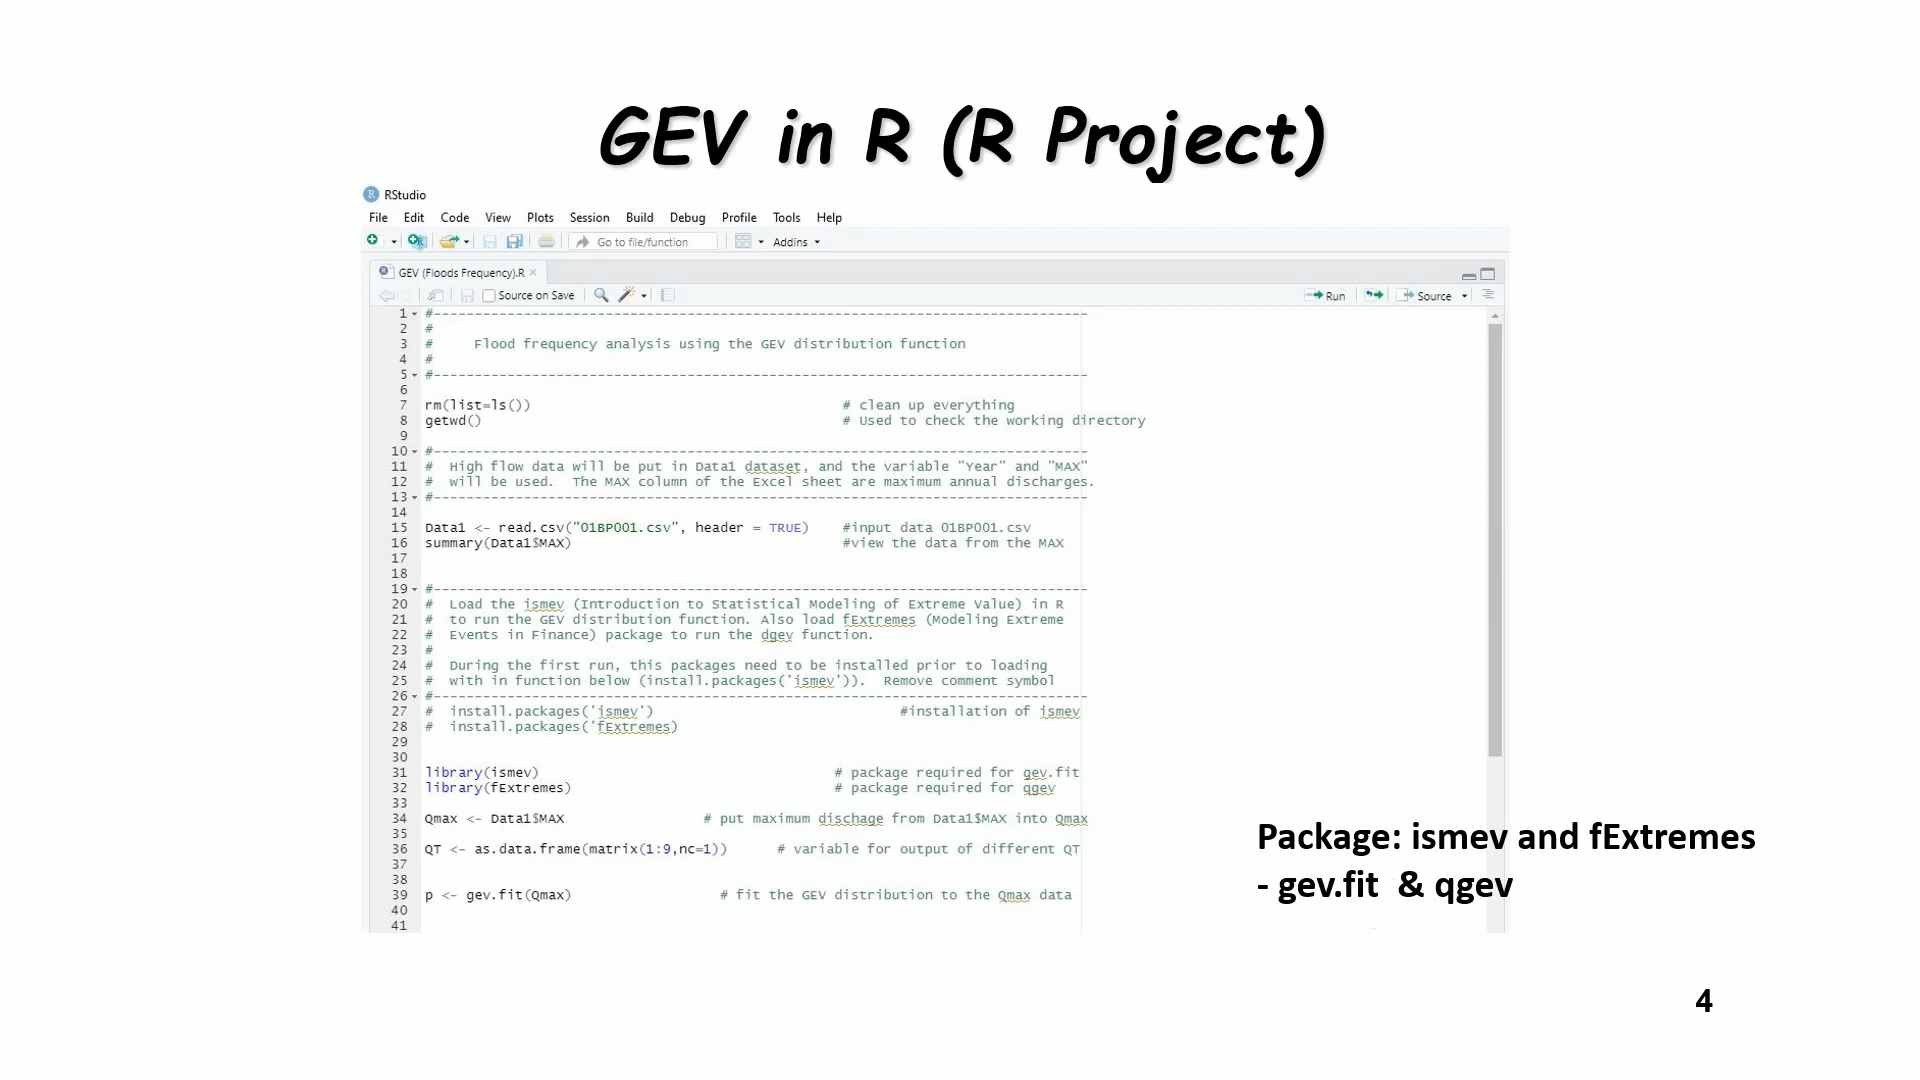 GEV in R (R Project)
RStudio
File Edit Code View Plots Session Build Debug Profile Tools Help
Go to file/function Addins
GEV (Floods Frequency).R
Source on Save Run Source
1 #--------------------------------------------------------------------------------
2 #
3 # Flood frequency analysis using the GEV distribution function
4 #
5 #--------------------------------------------------------------------------------
6
7 rm(list=ls()) # clean up everything
8 getwd() # Used to check the working directory
9
10 #--------------------------------------------------------------------------------
11 # High flow data will be put in Data1 dataset, and the variable "Year" and "MAX"
12 # will be used. The MAX column of the Excel sheet are maximum annual discharges.
13 #--------------------------------------------------------------------------------
14
15 Data1 <- read.csv("01BP001.csv", header = TRUE) #input data 01BP001.csv
16 summary(Data1$MAX) #view the data from the MAX
17
18
19 #--------------------------------------------------------------------------------
20 # Load the ismev (Introduction to Statistical Modeling of Extreme Value) in R
21 # to run the GEV distribution function. Also load fExtremes (Modeling Extreme
22 # Events in Finance) package to run the dgev function.
23 #
24 # During the first run, this packages need to be installed prior to loading
25 # with in function below (install.packages('ismev')). Remove comment symbol
26 #--------------------------------------------------------------------------------
27 # install.packages('ismev') #installation of ismev
28 # install.packages('fExtremes)
29
30
31 library(ismev) # package required for gev.fit
32 library(fExtremes) # package required for qgev
33
34 Qmax <- Data1$MAX # put maximum dischage from Data1$MAX into Qmax
35
36 QT <- as.data.frame(matrix(1:9,nc=1)) # variable for output of different QT
37
38
39 p <- gev.fit(Qmax) # fit the GEV distribution to the Qmax data
40
41
Package: ismev and fExtremes
- gev.fit & qgev
4